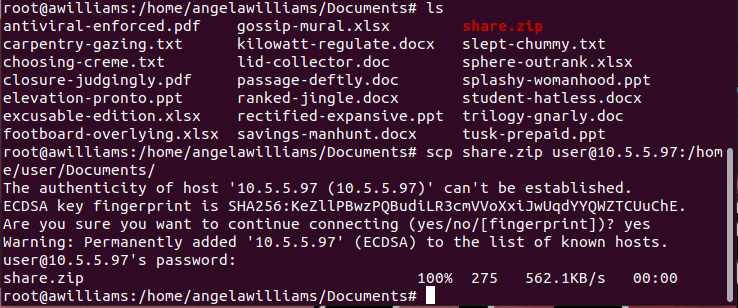 root@awilliams:/home/angelawilliams/Documents# ls
antiviral-enforced.pdf gossip-mural.xlsx share.zip
carpentry-gazing.txt kilowatt-regulate.docx slept-chummy.txt
choosing-creme.txt lid-collector.doc sphere-outrank.xlsx
closure-judgingly.pdf passage-deftly.doc splashy-womanhood.ppt
elevation-pronto.ppt ranked-jingle.docx student-hatless.docx
excusable-edition.xlsx rectified-expansive.ppt trilogy-gnarly.doc
footboard-overlying.xlsx savings-manhunt.docx tusk-prepaid.ppt
root@awilliams:/home/angelawilliams/Documents# scp share.zip user@10.5.5.97:/hom
e/user/Documents/
The authenticity of host '10.5.5.97 (10.5.5.97)' can't be established.
ECDSA key fingerprint is SHA256:KeZllPBwzPQBudiLR3cmVVoXxiJwUqdYYQWZTCUuChE.
Are you sure you want to continue connecting (yes/no/[fingerprint])? yes
Warning: Permanently added '10.5.5.97' (ECDSA) to the list of known hosts.
user@10.5.5.97's password:
share.zip 100% 275 562.1KB/s 00:00
root@awilliams:/home/angelawilliams/Documents#